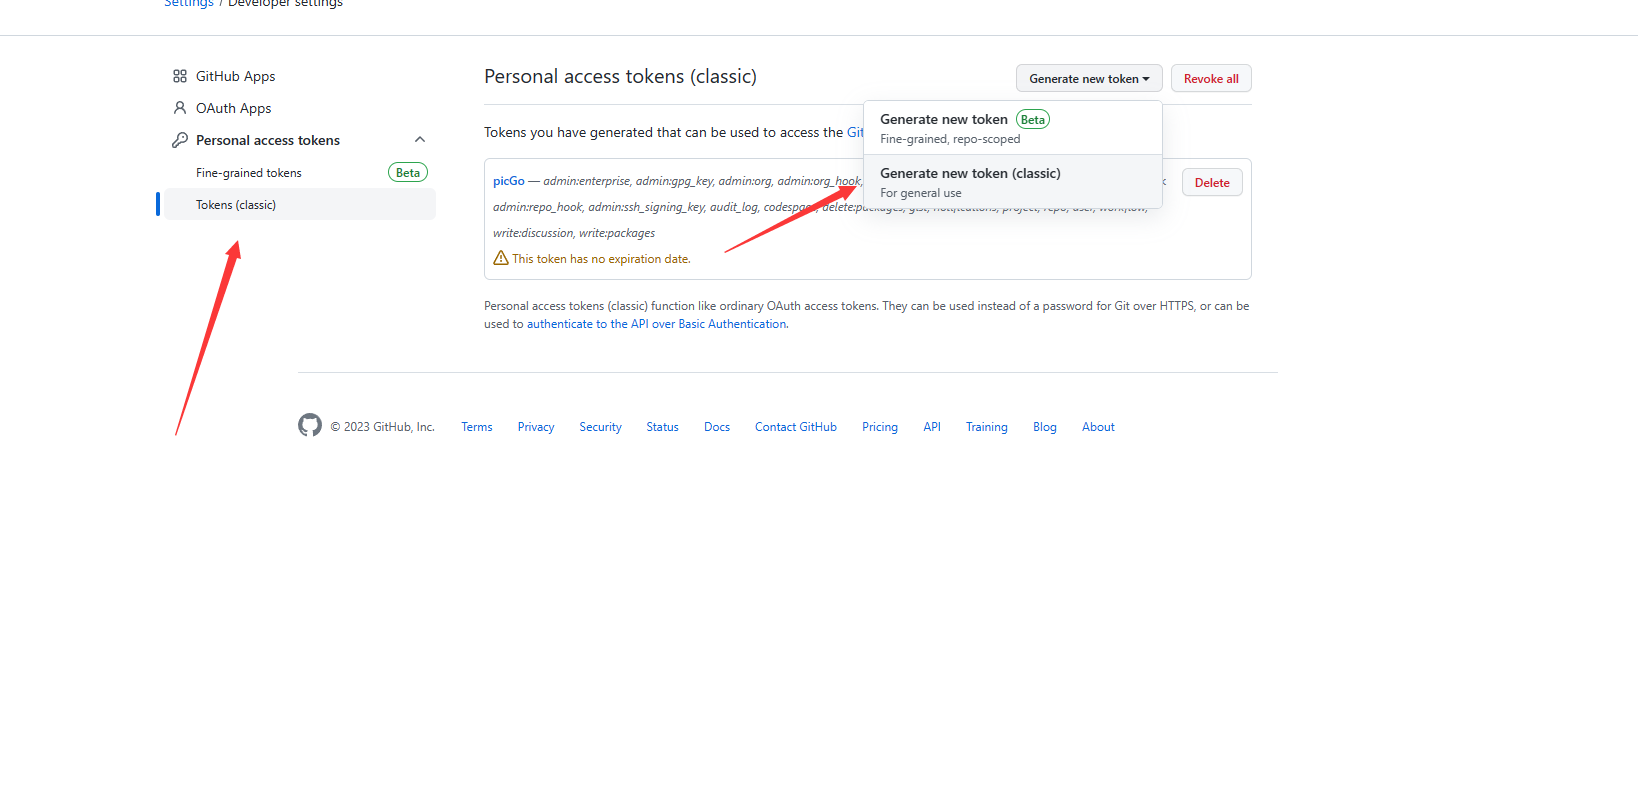 Settings / Developer settings
GitHub Apps
OAuth Apps
Personal access tokens
Fine-grained tokens Beta
Tokens (classic)
Personal access tokens (classic)
Generate new token
Revoke all
Generate new token Beta
Fine-grained, repo-scoped
Generate new token (classic)
For general use
Tokens you have generated that can be used to access the Git
picGo — admin:enterprise, admin:gpg_key, admin:org, admin:org_hook,
Delete
admin:repo_hook, admin:ssh_signing_key, audit_log, codespace, delete:packages, gist, notifications, project, repo, user, workflow,
write:discussion, write:packages
This token has no expiration date.
Personal access tokens (classic) function like ordinary OAuth access tokens. They can be used instead of a password for Git over HTTPS, or can be
used to authenticate to the API over Basic Authentication.
© 2023 GitHub, Inc. Terms Privacy Security Status Docs Contact GitHub Pricing API Training Blog About